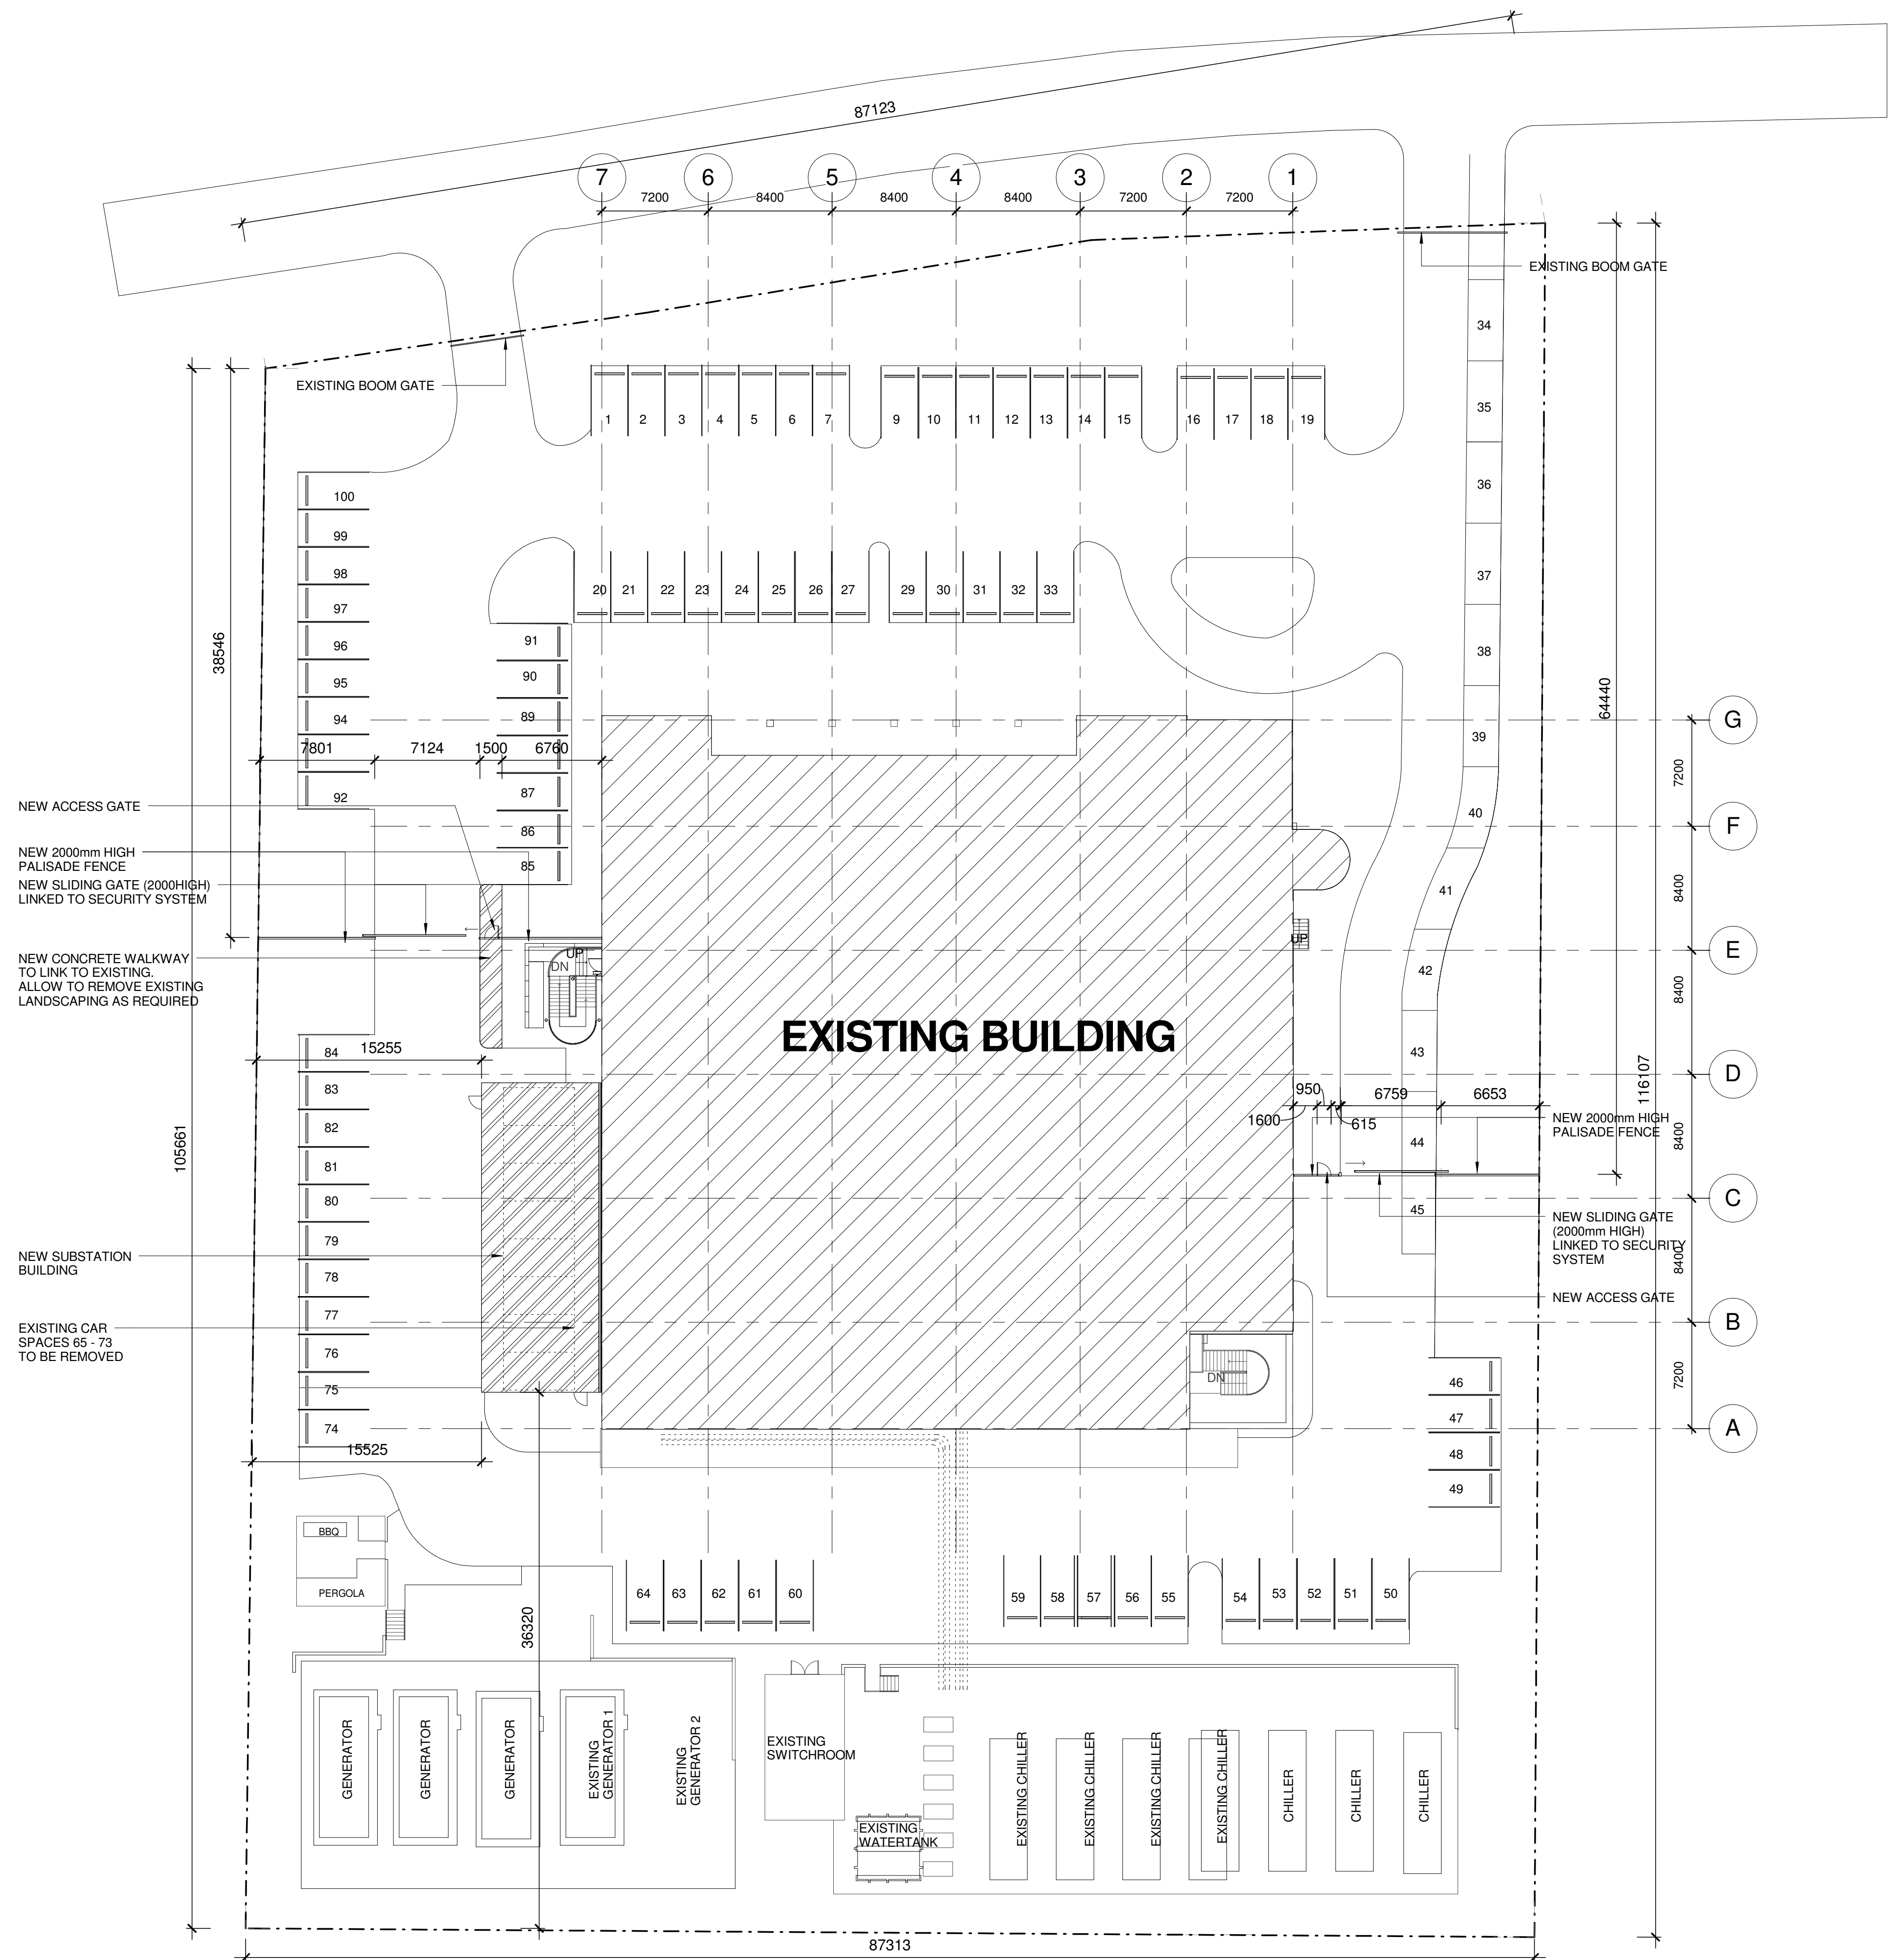 87123
7
6
5
4
3
2
1
7200
8400
8400
8400
7200
7200
EXISTING BOOM GATE
EXISTING BOOM GATE
34
35
36
37
38
39
40
41
42
43
44
45
1
2
3
4
5
6
7
9
10
11
12
13
14
15
16
17
18
19
100
99
98
97
96
95
94
92
20
21
22
23
24
25
26
27
29
30
31
32
33
91
90
89
87
86
85
38546
105661
64440
116107
7801
7124
1500
6760
G
F
E
D
C
B
A
7200
8400
8400
8400
8400
7200
NEW ACCESS GATE
NEW 2000mm HIGH
PALISADE FENCE
NEW SLIDING GATE (2000HIGH)
LINKED TO SECURITY SYSTEM
NEW CONCRETE WALKWAY
TO LINK TO EXISTING.
ALLOW TO REMOVE EXISTING
LANDSCAPING AS REQUIRED
UP
DN
UP
EXISTING BUILDING
84
83
82
81
80
79
78
77
76
75
74
15255
950
6759
6653
1600
615
NEW 2000mm HIGH
PALISADE FENCE
NEW SLIDING GATE
(2000mm HIGH)
LINKED TO SECURITY
SYSTEM
NEW ACCESS GATE
NEW SUBSTATION
BUILDING
EXISTING CAR
SPACES 65 - 73
TO BE REMOVED
DN
15525
46
47
48
49
BBQ
PERGOLA
36320
64
63
62
61
60
59
58
57
56
55
54
53
52
51
50
GENERATOR
GENERATOR
GENERATOR
EXISTING
GENERATOR 1
EXISTING
GENERATOR 2
EXISTING
SWITCHROOM
EXISTING
WATERTANK
EXISTING CHILLER
EXISTING CHILLER
EXISTING CHILLER
EXISTING CHILLER
CHILLER
CHILLER
CHILLER
87313